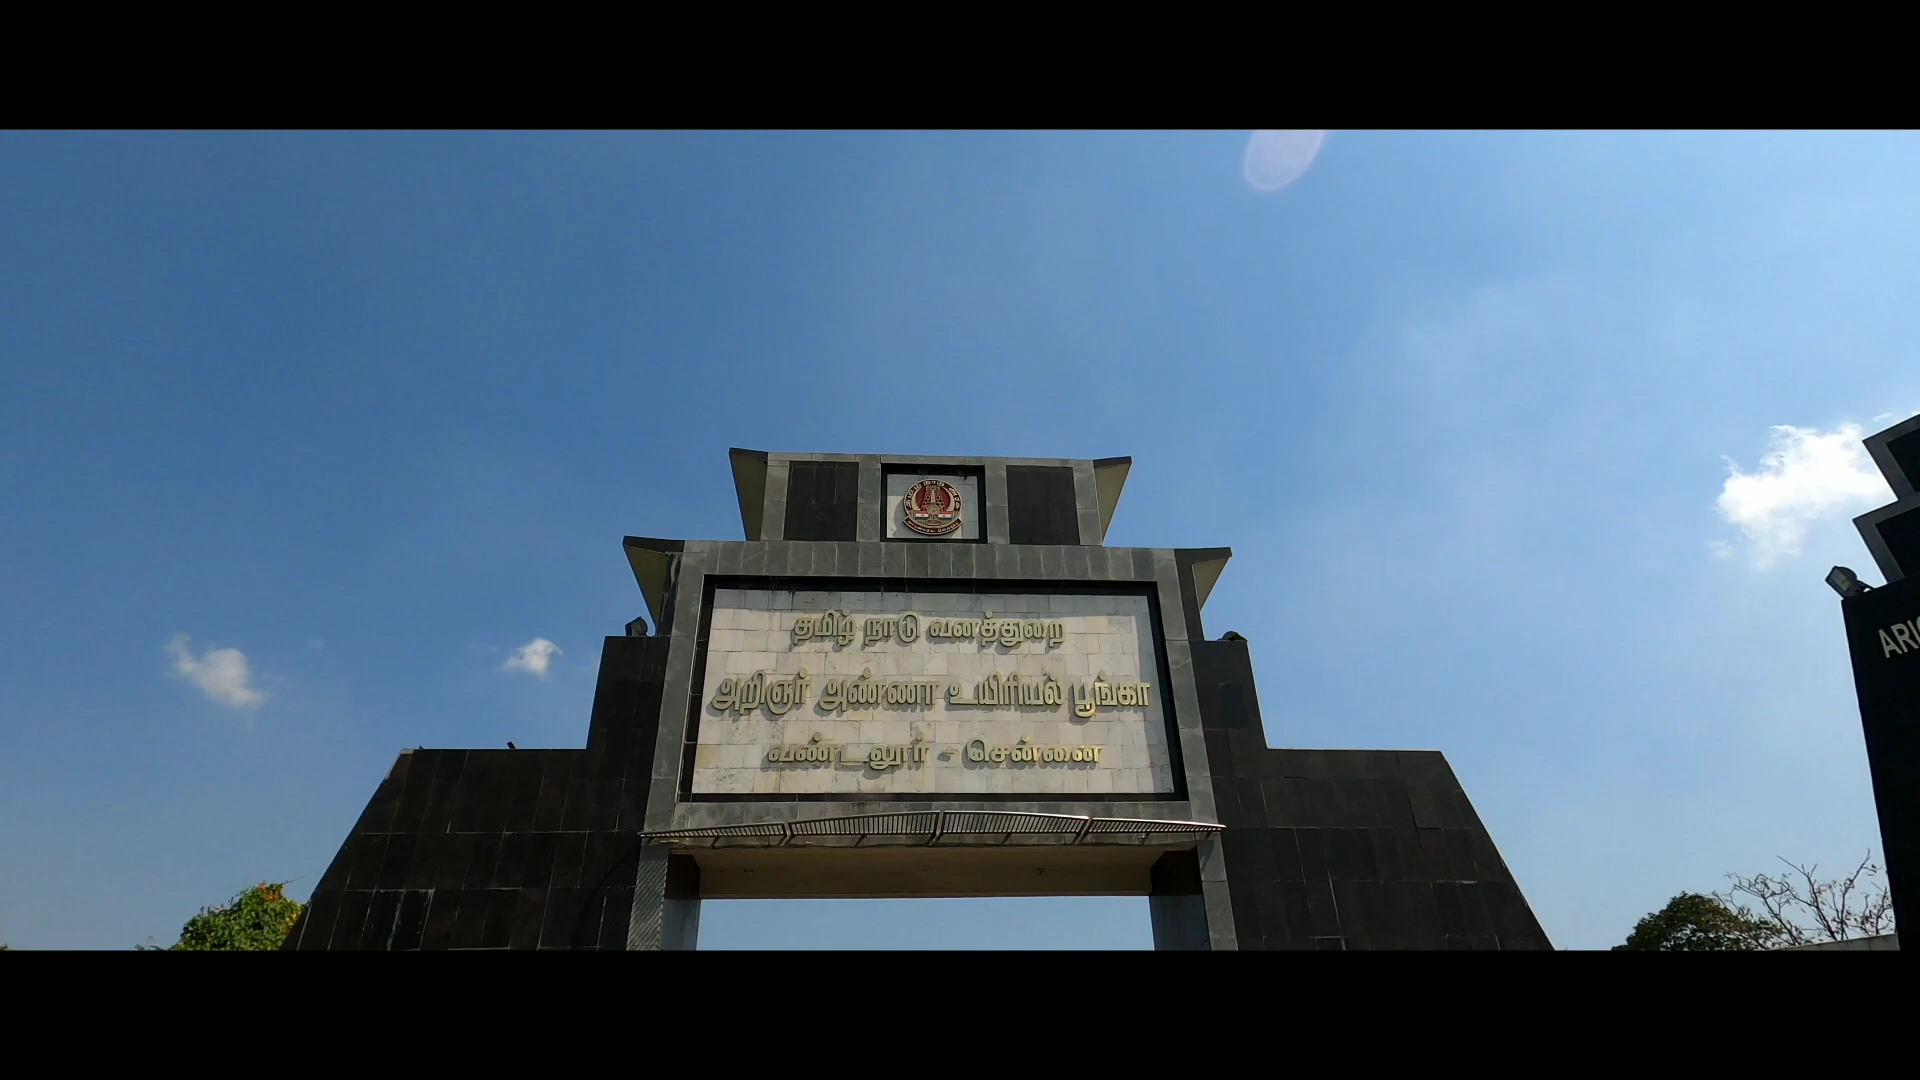 தமிழ் நாடு வனத்துறை
அறிஞர் அண்ணா உயிரியல் பூங்கா
வண்டலூர் - சென்னை